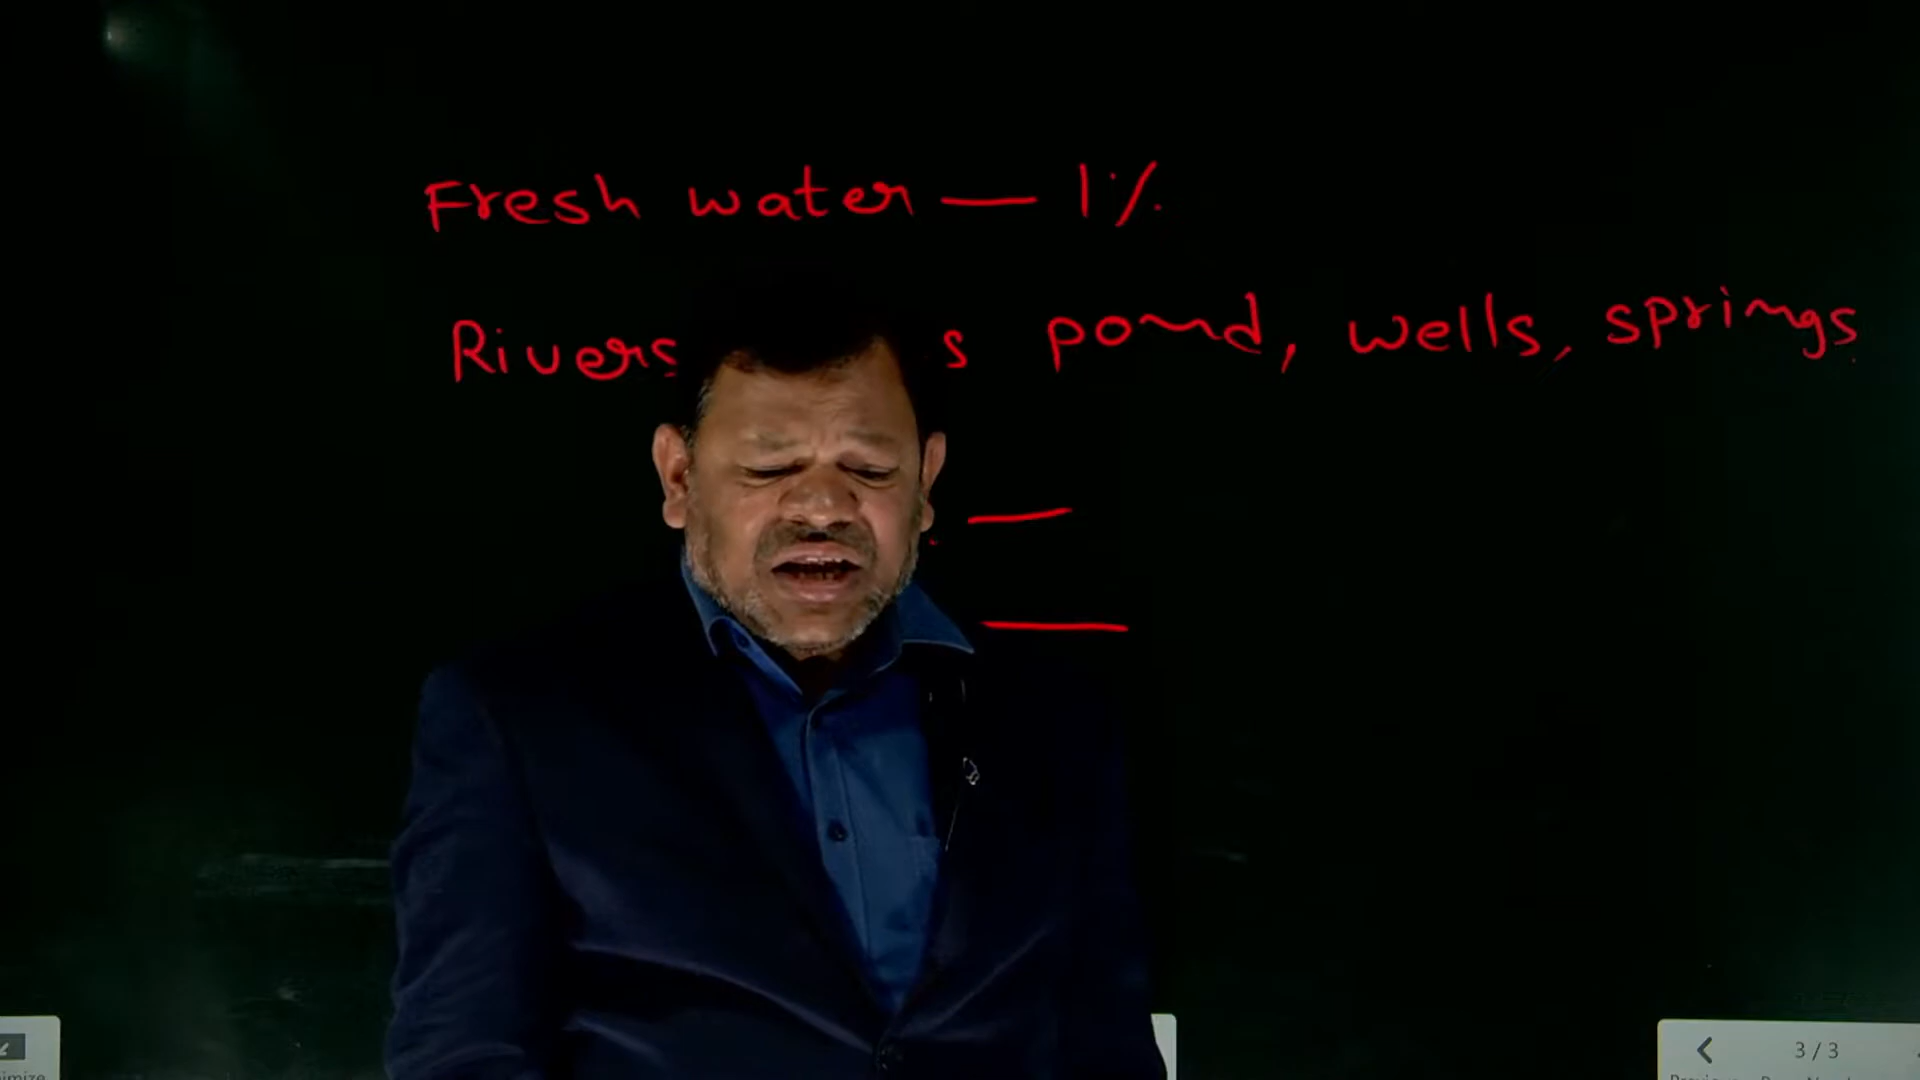 Fresh water — 1%
Rivers pond, wells, springs
3 / 3